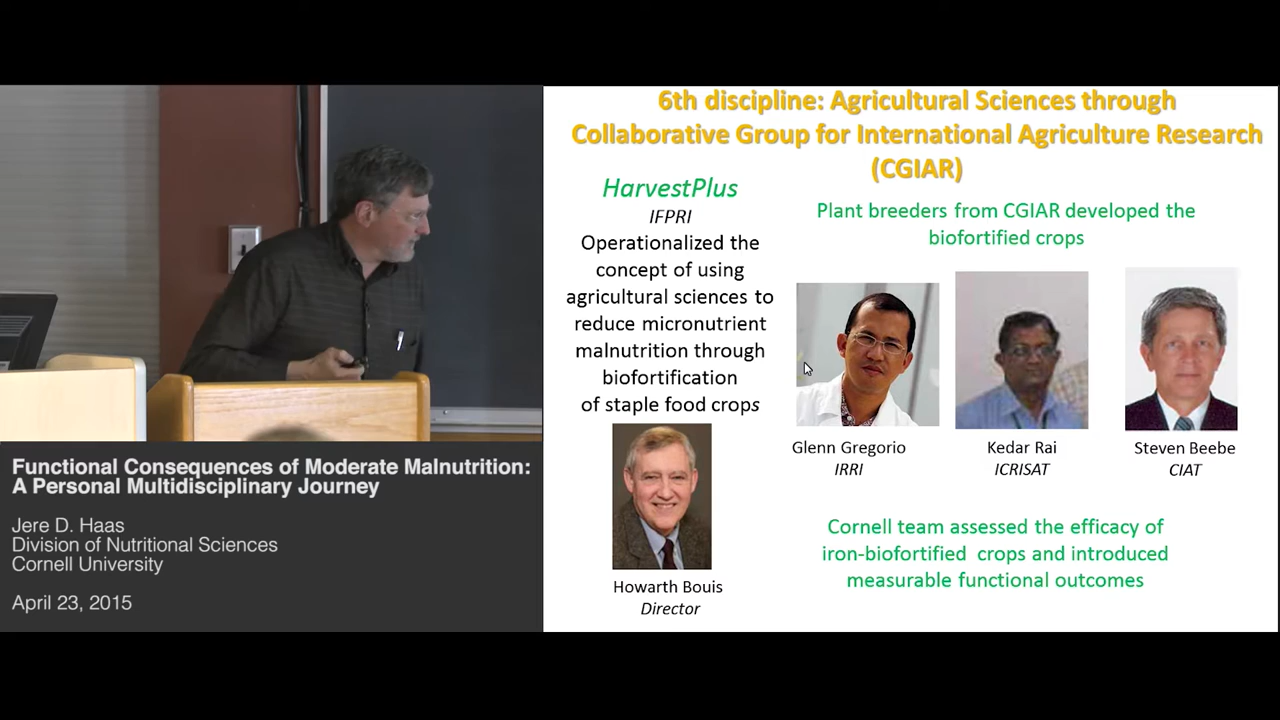 6th discipline: Agricultural Sciences through
Collaborative Group for International Agriculture Research
(CGIAR)
HarvestPlus
IFPRI
Operationalized the
concept of using
agricultural sciences to
reduce micronutrient
malnutrition through
biofortification
of staple food crops
Howarth Bouis
Director
Plant breeders from CGIAR developed the
biofortified crops
Glenn Gregorio
IRRI
Kedar Rai
ICRISAT
Steven Beebe
CIAT
Cornell team assessed the efficacy of
iron-biofortified crops and introduced
measurable functional outcomes
Functional Consequences of Moderate Malnutrition:
A Personal Multidisciplinary Journey
Jere D. Haas
Division of Nutritional Sciences
Cornell University
April 23, 2015